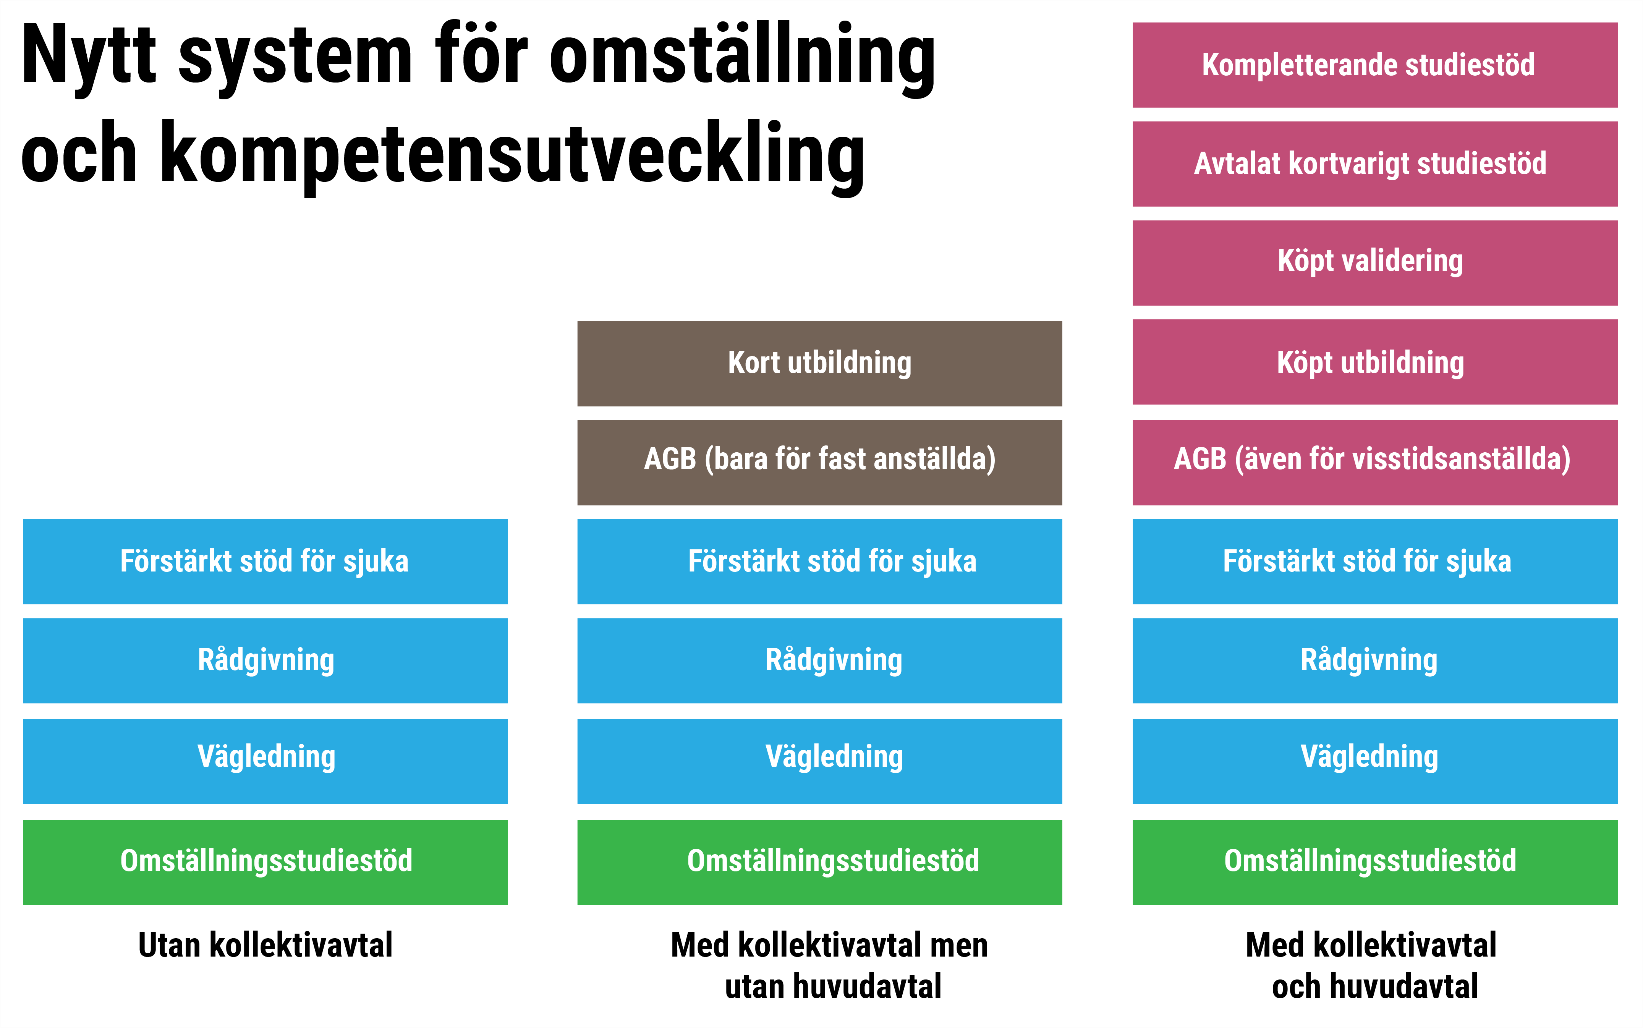 Nytt system för omställning
och kompetensutveckling
Utan kollektivavtal
Förstärkt stöd för sjuka
Rådgivning
Vägledning
Omställningsstudiestöd
Med kollektivavtal men
utan huvudavtal
Kort utbildning
AGB (bara för fast anställda)
Förstärkt stöd för sjuka
Rådgivning
Vägledning
Omställningsstudiestöd
Med kollektivavtal
och huvudavtal
Kompletterande studiestöd
Avtalat kortvarigt studiestöd
Köpt validering
Köpt utbildning
AGB (även för visstidsanställda)
Förstärkt stöd för sjuka
Rådgivning
Vägledning
Omställningsstudiestöd